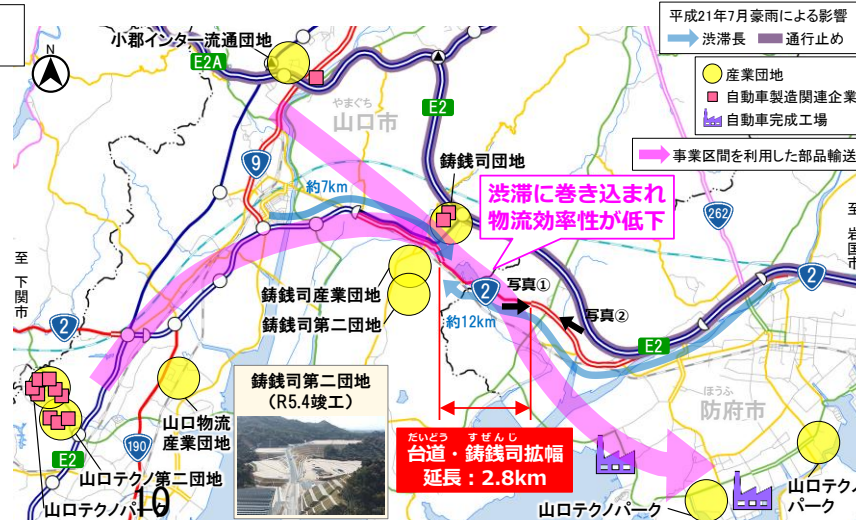 平成21年7月豪雨による影響
渋滞長
通行止め
産業団地
自動車製造関連企業
自動車完成工場
事業区間を利用した部品輸送
小郡インター流通団地
E2A
N
やまぐち
山口市
E2
9
約7km
鋳銭司団地
渋滞に巻き込まれ
物流効率性が低下
262
至 岩国市
至 下関市
2
鋳銭司産業団地
鋳銭司第二団地
2
写真①
写真②
約12km
2
E2
ほうふ
防府市
鋳銭司第二団地
(R5.4竣工)
だいどう すぜんじ
台道・鋳銭司拡幅
延長:2.8km
山口物流
産業団地
190
E2
山口テクノ第二団地
山口テクノパーク
10
山口テクノパーク
山口テクノ
パーク